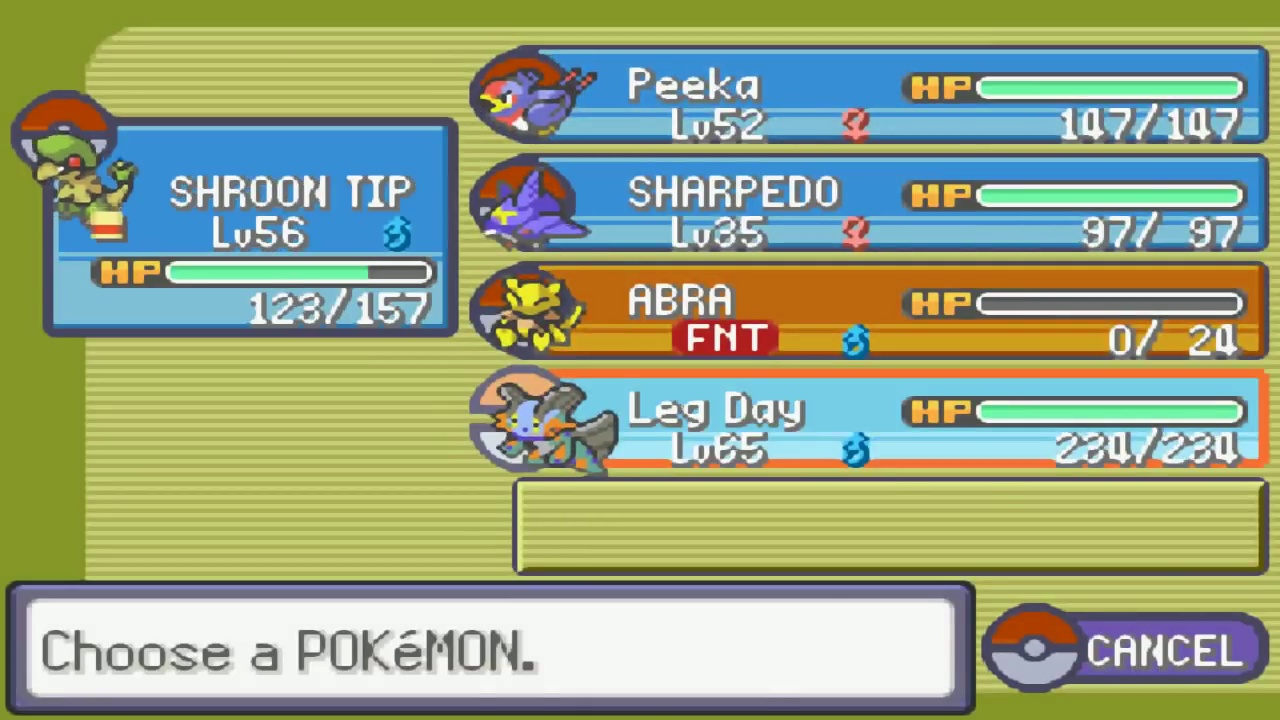 SHROON TIP
Lv56 ♂
HP
123/157
Peeka HP
Lv52 ♀ 147/147
SHARPEDO HP
Lv35 ♀ 97/ 97
ABRA HP
FNT ♂ 0/ 24
Leg Day HP
Lv65 ♂ 234/234
Choose a POKéMON.
CANCEL